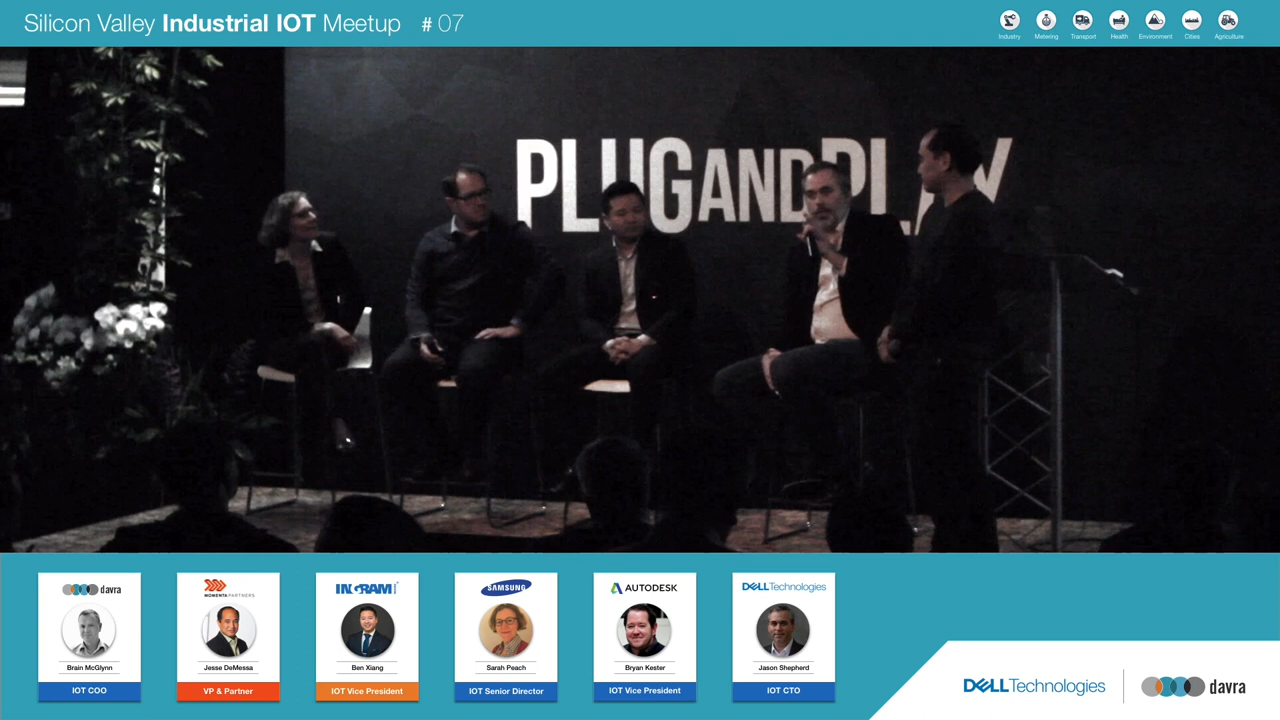 Silicon Valley Industrial IOT Meetup # 07
Industry Metering Transport Health Environment Cities Agriculture
PLUGANDPLAY
davra
MOMENTA PARTNERS
INGRAM
SAMSUNG
AUTODESK
DELLTechnologies
Brain McGlynn
Jesse DeMessa
Ben Xiang
Sarah Peach
Bryan Kester
Jason Shepherd
IOT COO
VP & Partner
IOT Vice President
IOT Senior Director
IOT Vice President
IOT CTO
DELLTechnologies
davra